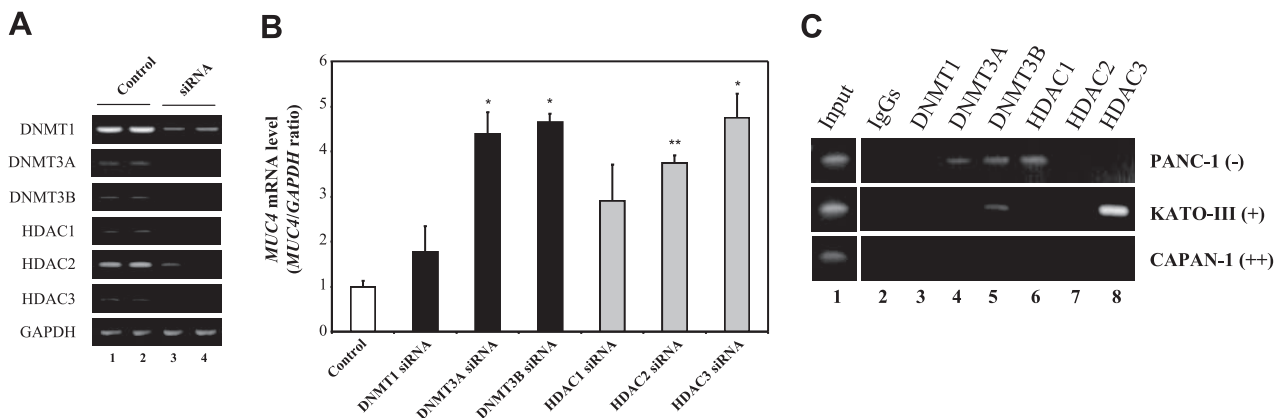 A
Control
siRNA
DNMT1
DNMT3A
DNMT3B
HDAC1
HDAC2
HDAC3
GAPDH
1 2 3 4
B
MUC4 mRNA level
(MUC4/GAPDH ratio)
6
5
4
3
2
1
0
*
*
**
*
Control
DNMT1 siRNA
DNMT3A siRNA
DNMT3B siRNA
HDAC1 siRNA
HDAC2 siRNA
HDAC3 siRNA
C
Input
IgGs
DNMT1
DNMT3A
DNMT3B
HDAC1
HDAC2
HDAC3
PANC-1 (-)
KATO-III (+)
CAPAN-1 (++)
1 2 3 4 5 6 7 8